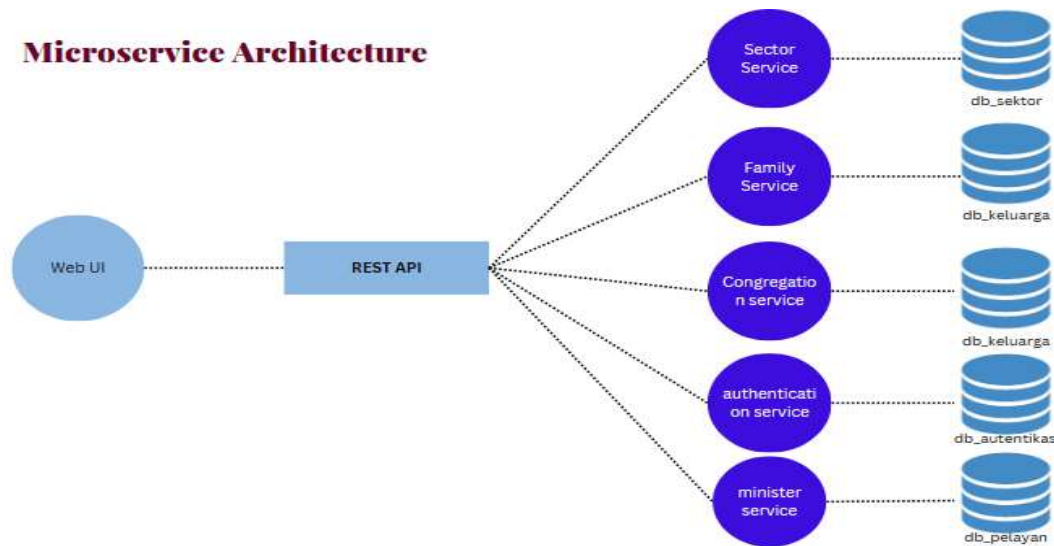 Microservice Architecture
Sector
Service
db_sektor
Family
Service
db_keluarga
Web UI
REST API
Congregatio
n service
db_keluarga
authenticati
on service
db_autentikas
minister
service
db_pelayan